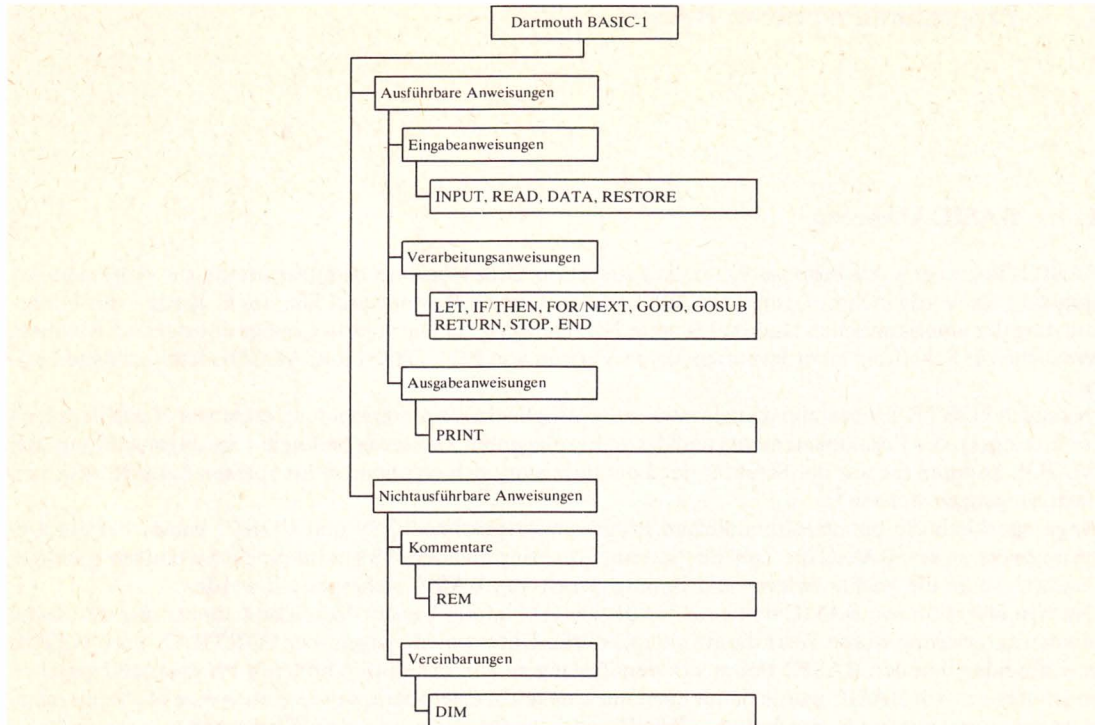 Dartmouth BASIC-1
Ausführbare Anweisungen
Eingabeanweisungen
INPUT, READ, DATA, RESTORE
Verarbeitungsanweisungen
LET, IF/THEN, FOR/NEXT, GOTO, GOSUB
RETURN, STOP, END
Ausgabeanweisungen
PRINT
Nichtausführbare Anweisungen
Kommentare
REM
Vereinbarungen
DIM